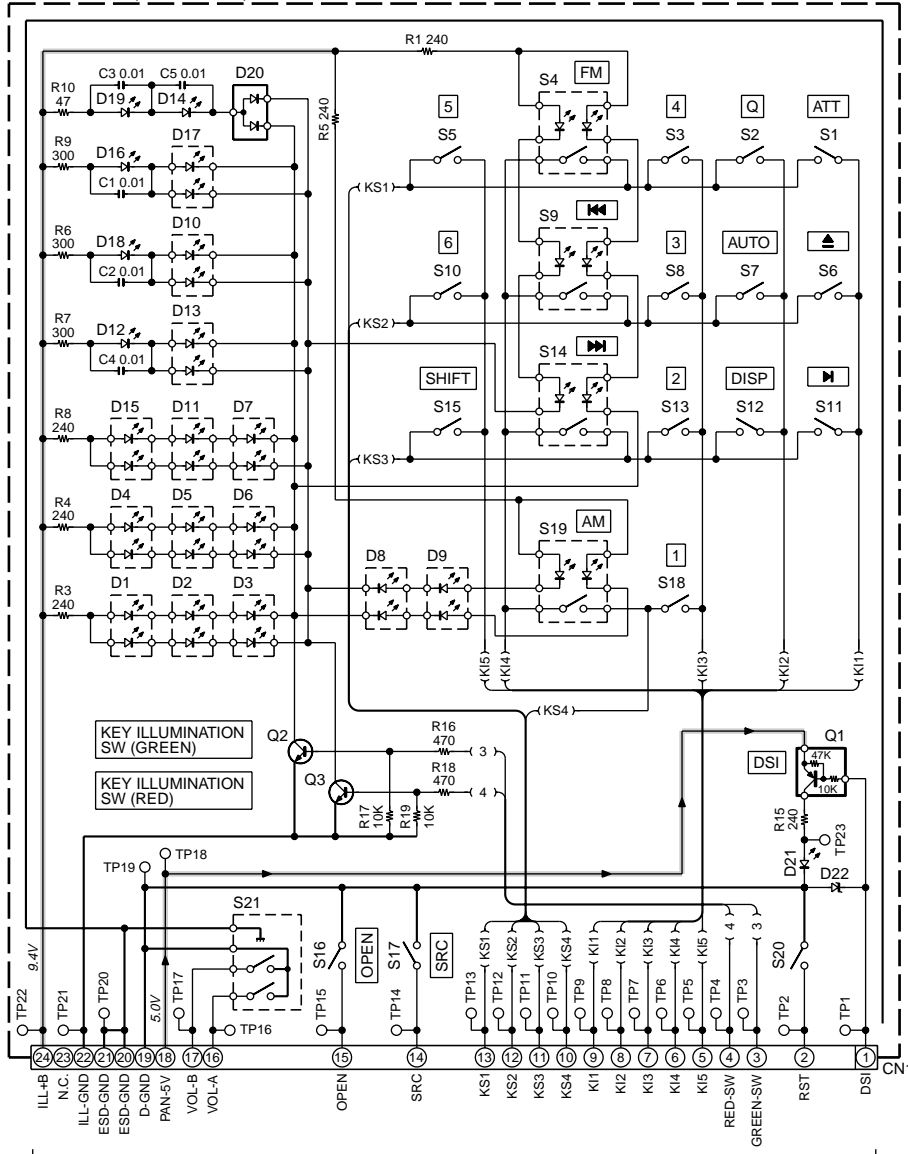 R1 240
C3 0.01 C5 0.01 D20
R10
47
D19 D14
S4 FM
R5 240
5 4 Q ATT
S5 S3 S2 S1
R9
300
D16 D17
C1 0.01
KS1
R6
300
D18 D10
C2 0.01
S9
6 3 AUTO
S10 S8 S7 S6
KS2
R7
300
D12 D13
C4 0.01
S14
SHIFT 2 DISP
S15 S13 S12 S11
KS3
R8
240
D15 D11 D7
R4
240
D4 D5 D6
S19 AM
1
S18
R3
240
D1 D2 D3
D8 D9
KI5 KI4 KI3 KI2 KI1
KS4
KEY ILLUMINATION
SW (GREEN)
Q2
R16
470
3
KEY ILLUMINATION
SW (RED)
Q3
R18
470
4
R17
10K
R19
10K
DSI
Q1
47K
10K
R15
240
TP23
D21
D22
TP19 TP18
S21
S16 OPEN
S17 SRC
S20
9.4V
5.0V
KS1 KS2 KS3 KS4 KI1 KI2 KI3 KI4 KI5 4 3
TP22 TP21 TP20 TP17 TP16 TP15 TP14 TP13 TP12 TP11 TP10 TP9 TP8 TP7 TP6 TP5 TP4 TP3 TP2 TP1
24 23 22 21 20 19 18 17 16 15 14 13 12 11 10 9 8 7 6 5 4 3 2 1
ILL+B N.C. ILL-GND ESD-GND ESD-GND D-GND PAN-5V VOL-B VOL-A OPEN SRC KS1 KS2 KS3 KS4 KI1 KI2 KI3 KI4 KI5 RED-SW GREEN-SW RST DSI